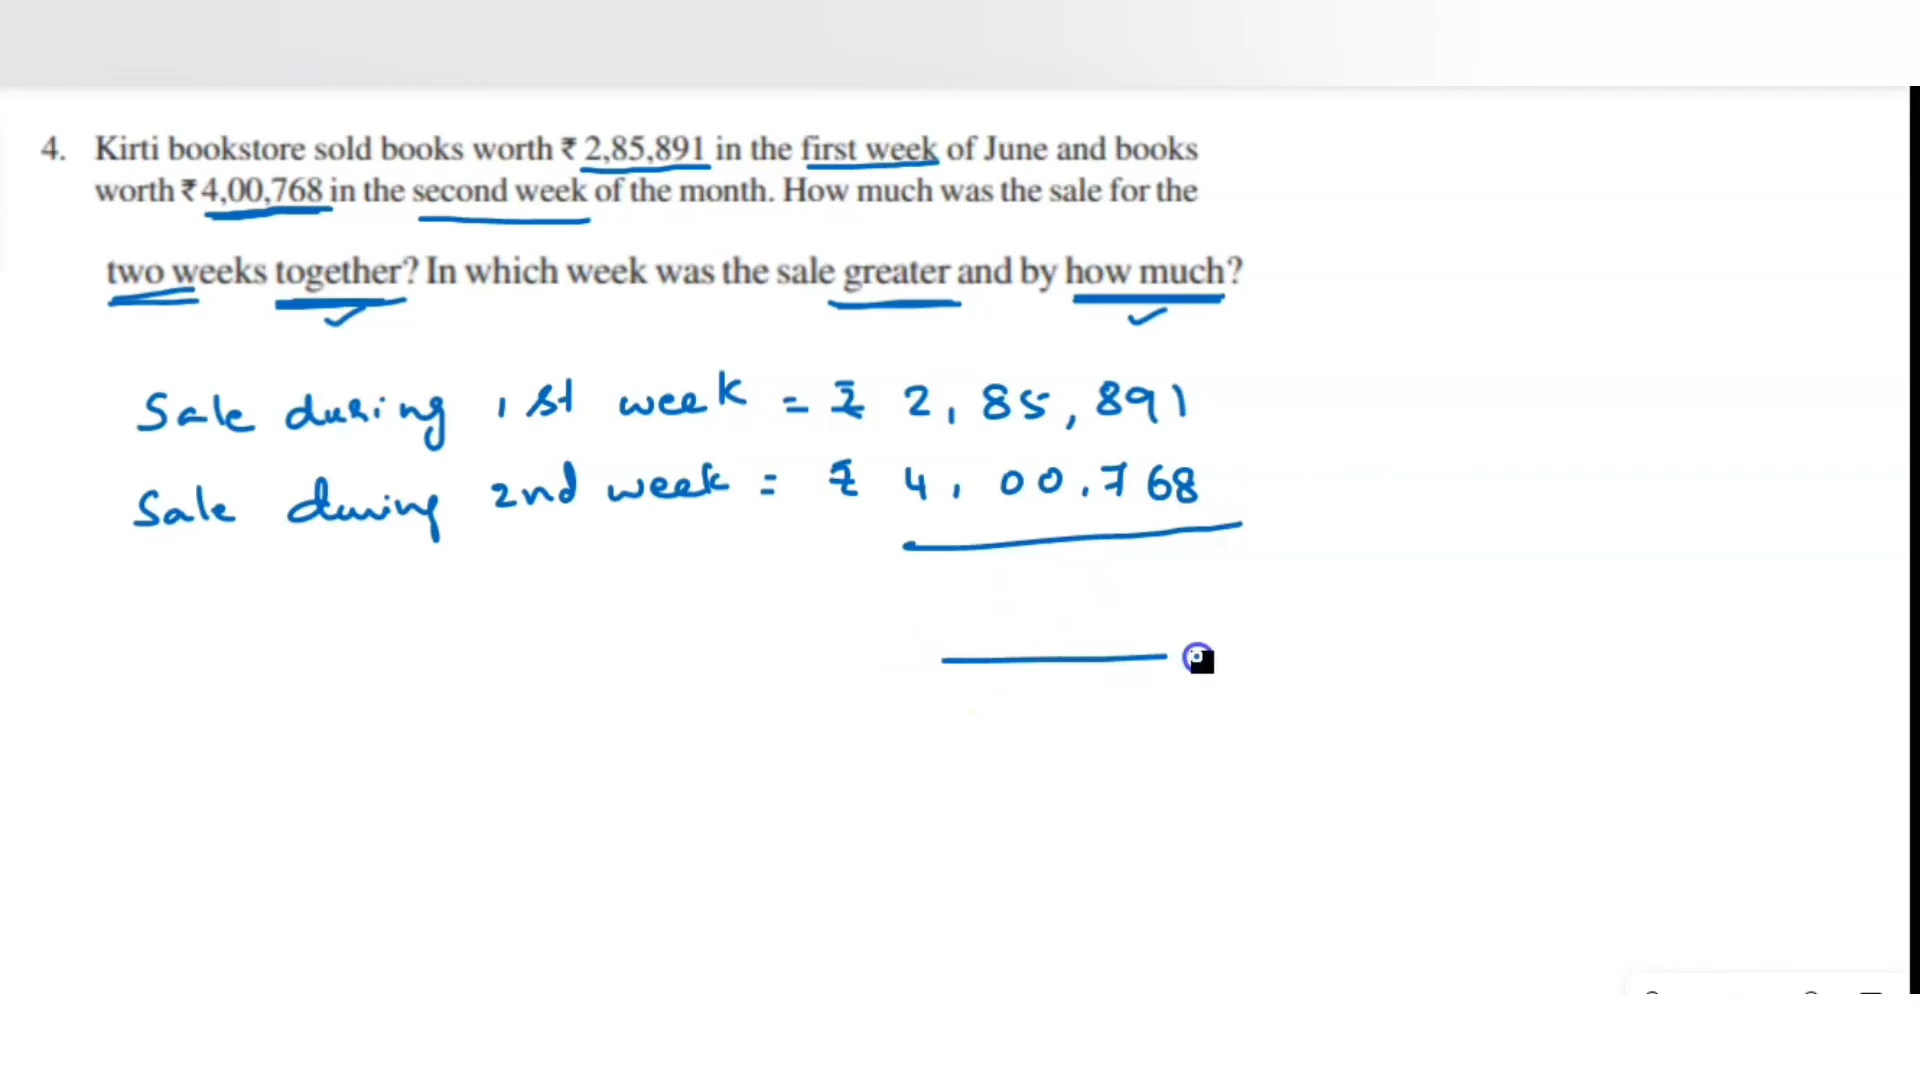 4. Kirti bookstore sold books worth ₹ 2,85,891 in the first week of June and books
worth ₹ 4,00,768 in the second week of the month. How much was the sale for the
two weeks together? In which week was the sale greater and by how much?
Sale during 1st week = ₹ 2,85,891
Sale during 2nd week = ₹ 4,00,768